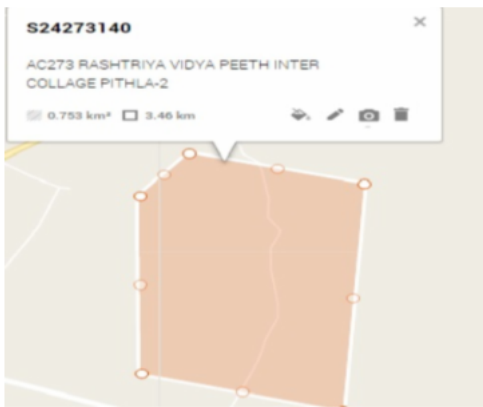 S24273140
AC273 RASHTRIYA VIDYA PEETH INTER
COLLAGE PITHLA-2
0.753 km² 3.46 km